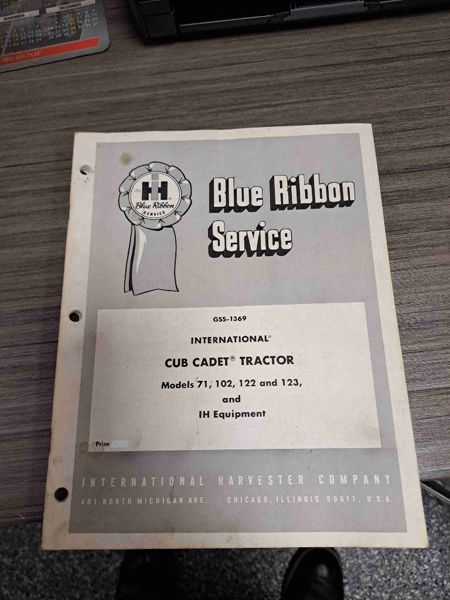 IH
Blue Ribbon
SERVICE
Blue Ribbon
Service
GSS-1369
INTERNATIONAL®
CUB CADET® TRACTOR
Models 71, 102, 122 and 123,
and
IH Equipment
Price
INTERNATIONAL HARVESTER COMPANY
401 NORTH MICHIGAN AVE. CHICAGO, ILLINOIS 60611, U.S.A.